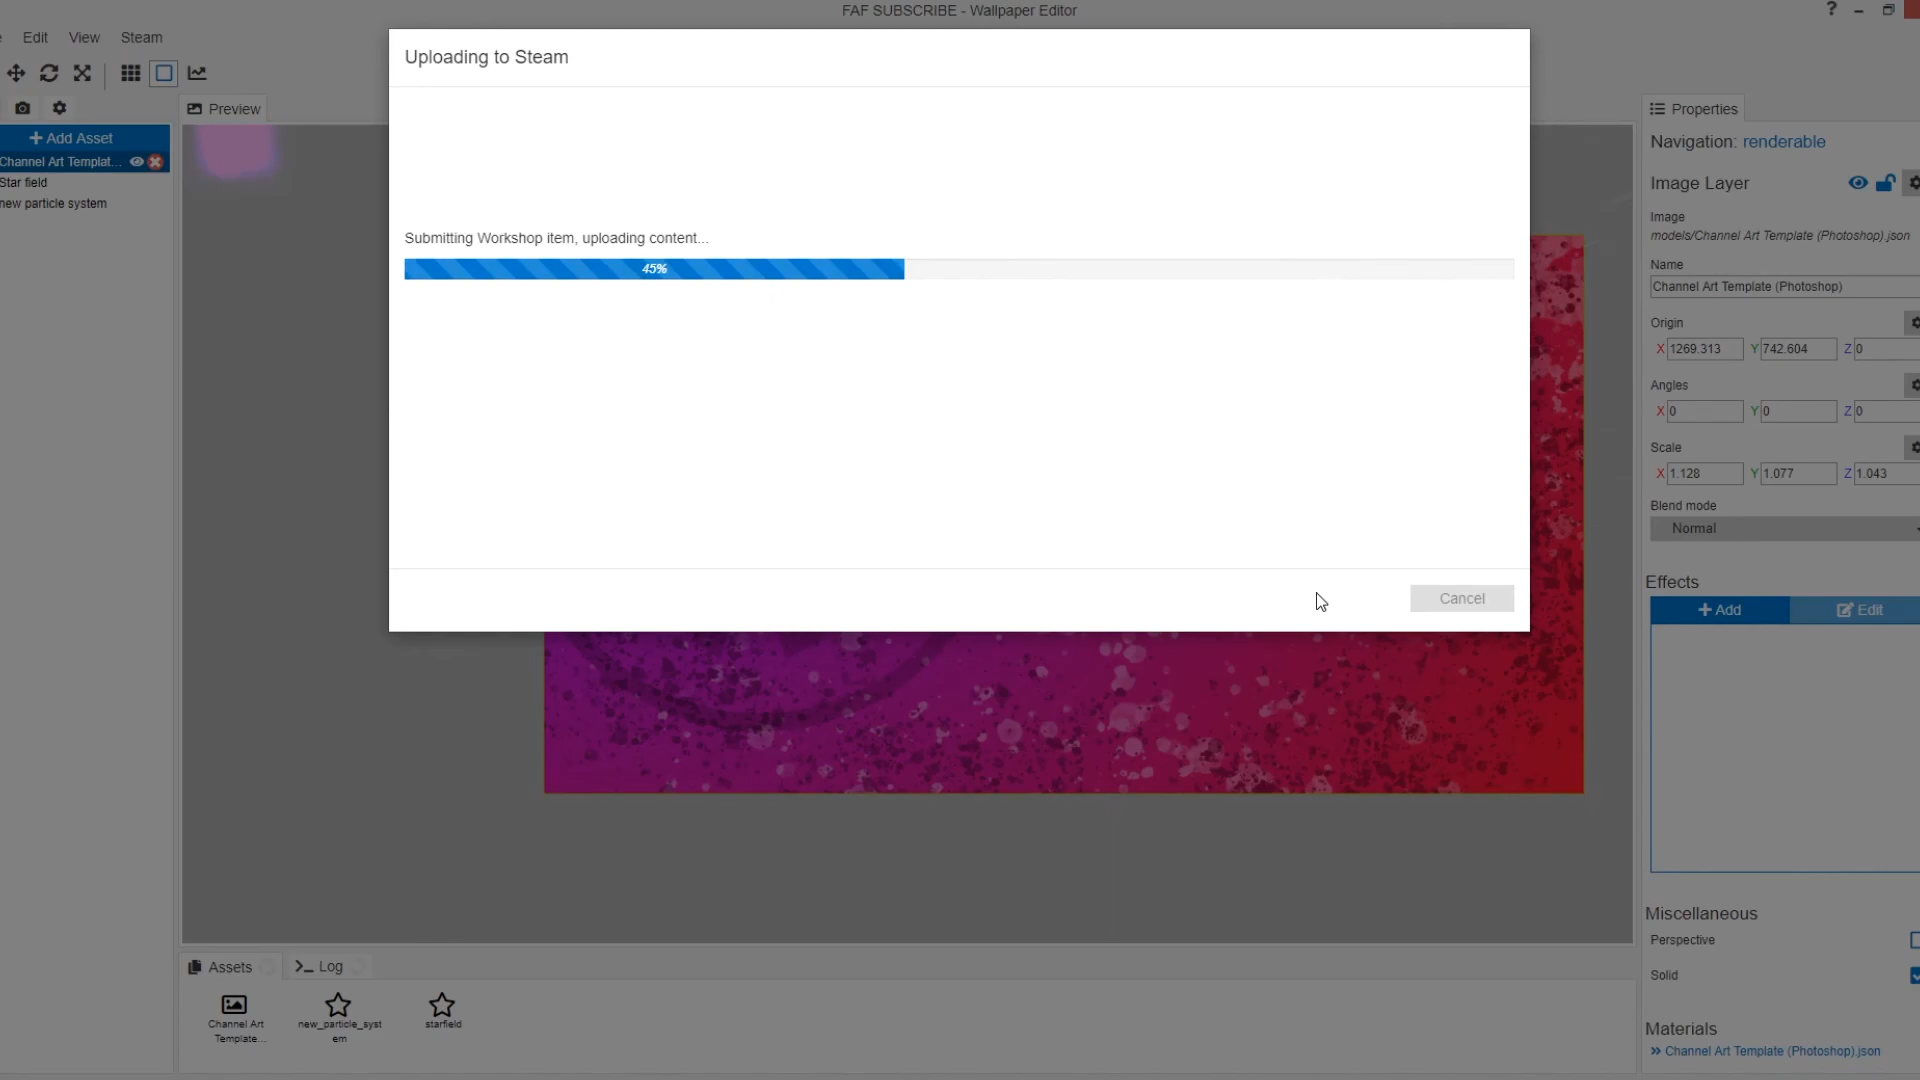 FAF SUBSCRIBE - Wallpaper Editor
?
Edit View Steam
Uploading to Steam
Preview
Properties
+ Add Asset
Navigation: renderable
Channel Art Templat...
Star field
new particle system
Image Layer
Image
models/Channel Art Template (Photoshop).json
Submitting Workshop item, uploading content...
45%
Name
Channel Art Template (Photoshop)
Origin
X 1269.313 Y 742.604 Z 0
Angles
X 0 Y 0 Z 0
Scale
X 1.128 Y 1.077 Z 1.043
Blend mode
Normal
Effects
Cancel
+ Add Edit
Miscellaneous
Perspective
Solid
Assets Log
Channel Art
Template...
new_particle_syst
em
starfield
Materials
» Channel Art Template (Photoshop).json